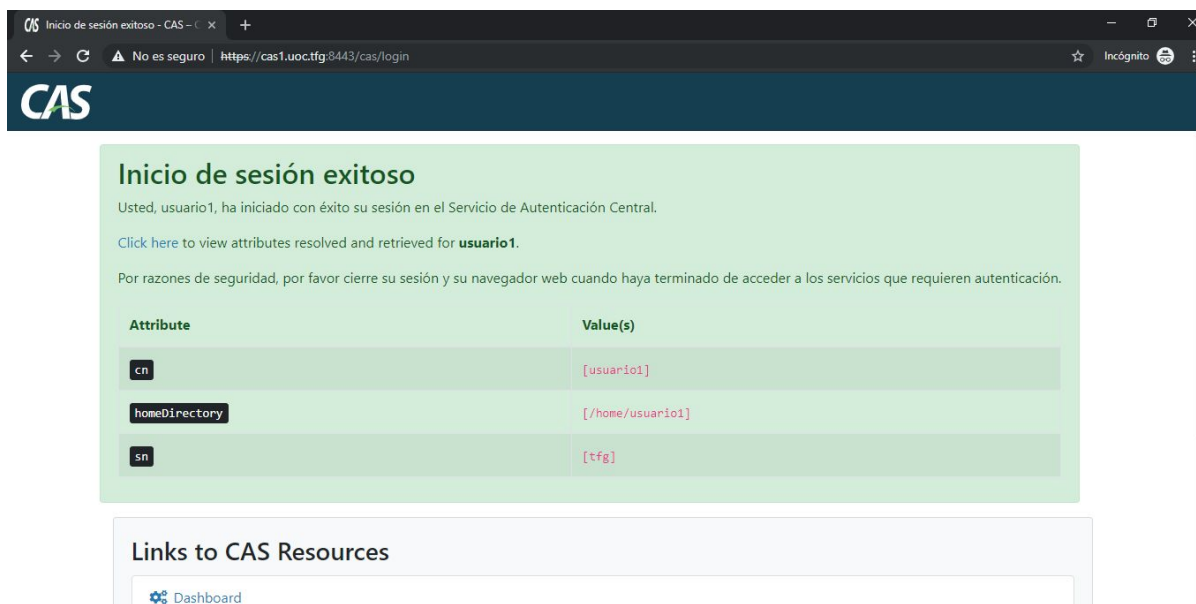 Inicio de sesión exitoso - CAS –
No es seguro | https://cas1.uoc.tfg:8443/cas/login
Incógnito
CAS
Inicio de sesión exitoso
Usted, usuario1, ha iniciado con éxito su sesión en el Servicio de Autenticación Central.
Click here to view attributes resolved and retrieved for usuario1.
Por razones de seguridad, por favor cierre su sesión y su navegador web cuando haya terminado de acceder a los servicios que requieren autenticación.
Attribute Value(s)
cn [usuario1]
homeDirectory [/home/usuario1]
sn [tfg]
Links to CAS Resources
Dashboard